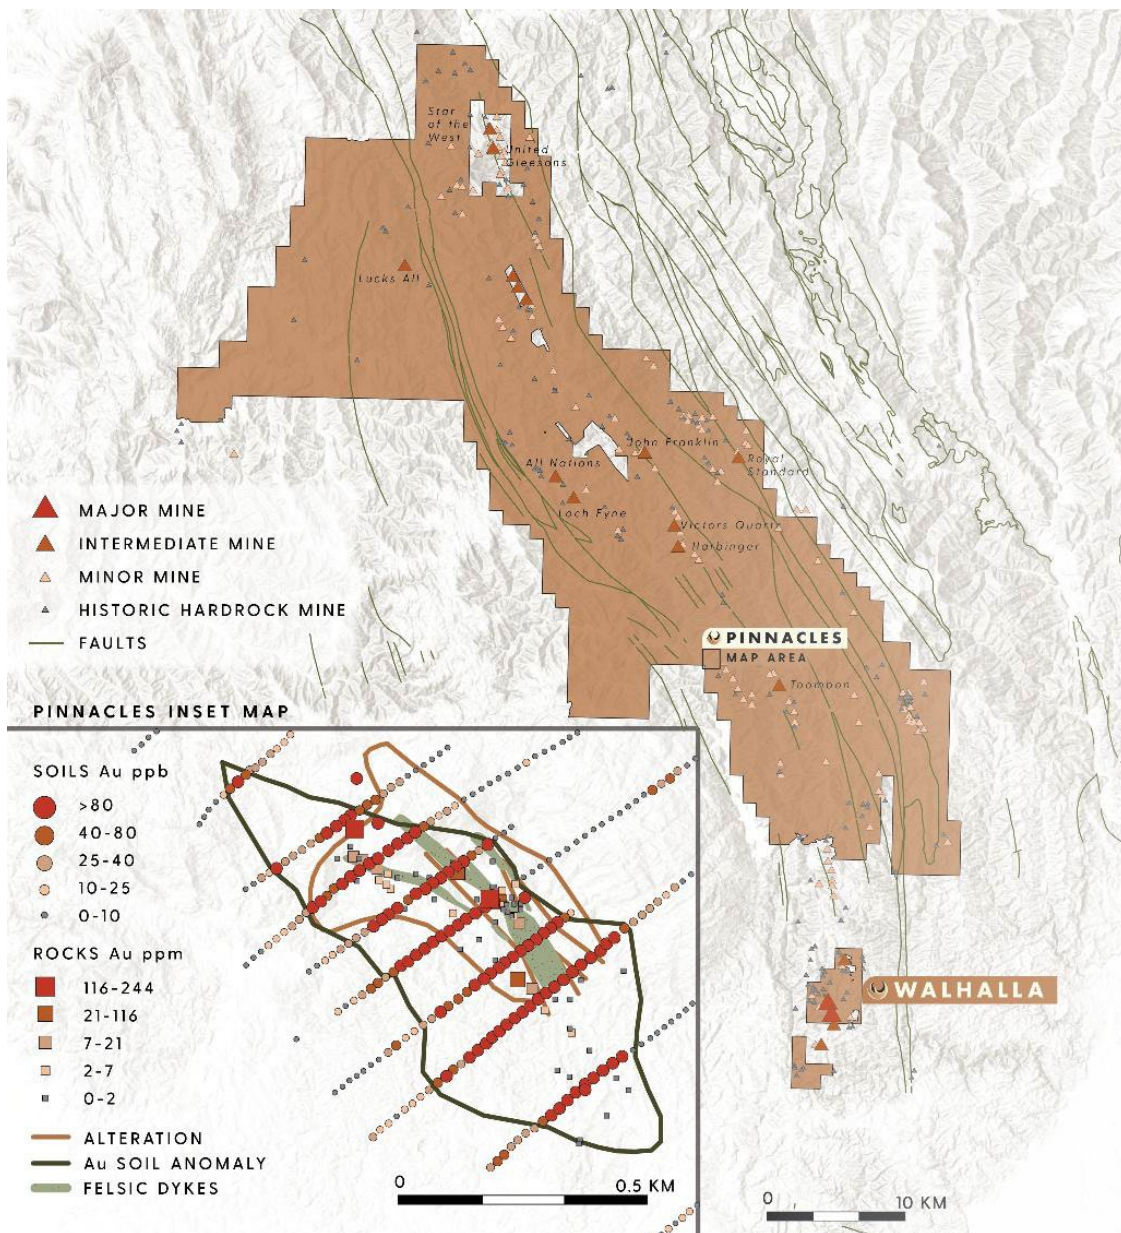 Star
of the
West
United
Gleesons
Lucks All
John Franklin
Royal
Standard
All Nations
Loch Fyne
Victors Quartz
Harbinger
MAJOR MINE
INTERMEDIATE MINE
MINOR MINE
HISTORIC HARDROCK MINE
FAULTS
PINNACLES
MAP AREA
Toombon
PINNACLES INSET MAP
SOILS Au ppb
>80
40-80
25-40
10-25
0-10
ROCKS Au ppm
116-244
21-116
7-21
2-7
0-2
ALTERATION
Au SOIL ANOMALY
FELSIC DYKES
0 0.5 KM
WALHALLA
0 10 KM